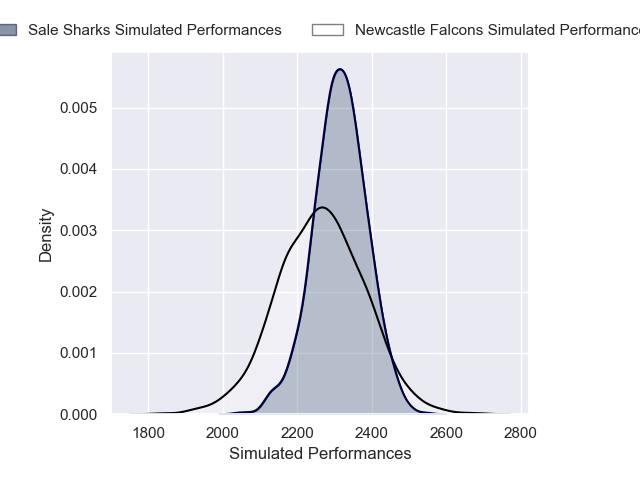 Sale Sharks Simulated Performances
Newcastle Falcons Simulated Performance
0.005
0.004
0.003
0.002
0.001
0.000
Density
1800 2000 2200 2400 2600 2800
Simulated Performances